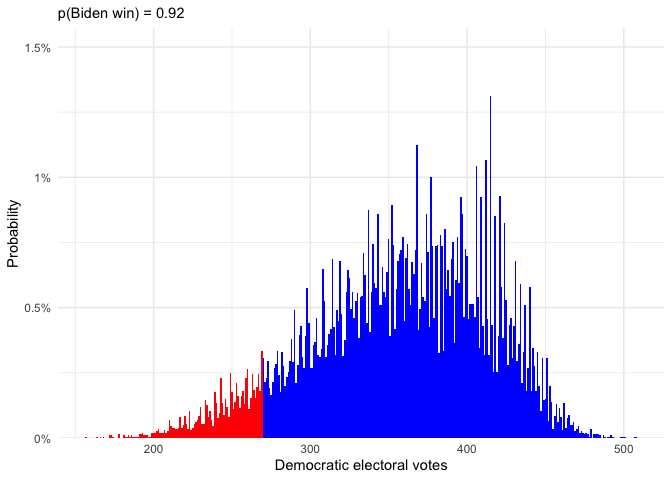 p(Biden win) = 0.92
1.5%
1%
0.5%
0%
Probability
200
300
400
500
Democratic electoral votes